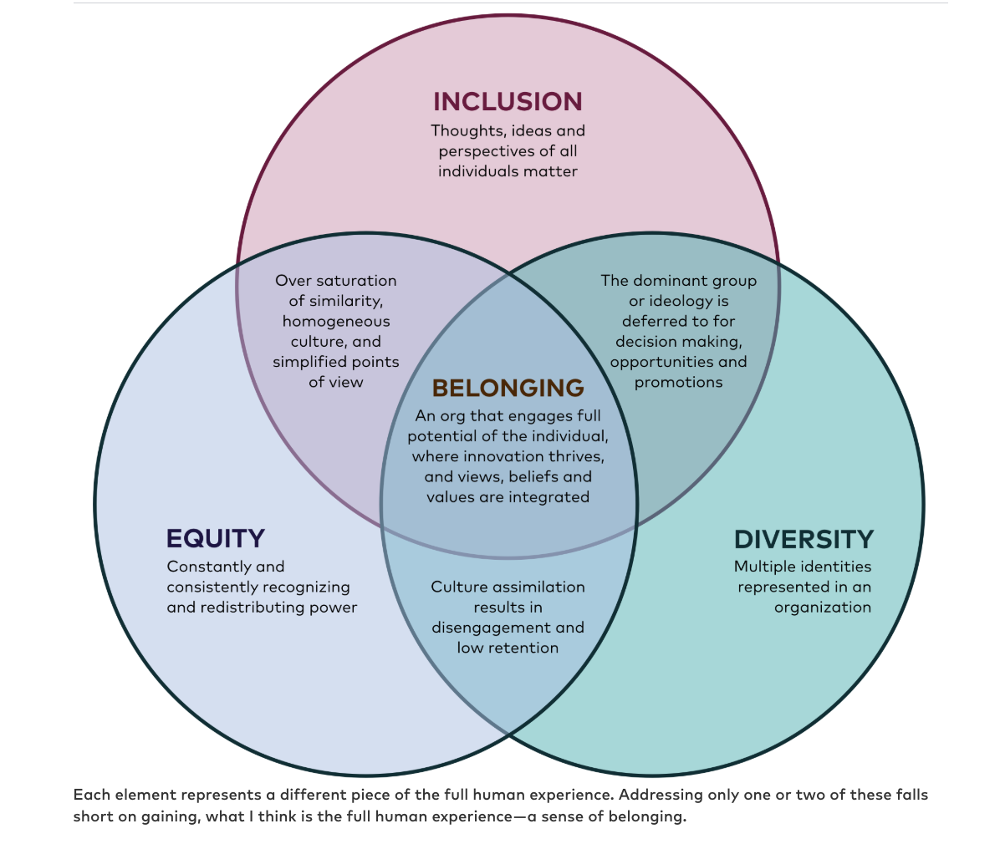 INCLUSION
Thoughts, ideas and
perspectives of all
individuals matter
Over saturation
of similarity,
homogeneous
culture, and
simplified points
of view
The dominant group
or ideology is
deferred to for
decision making,
opportunities and
promotions
BELONGING
An org that engages full
potential of the individual,
where innovation thrives,
and views, beliefs and
values are integrated
EQUITY
Constantly and
consistently recognizing
and redistributing power
DIVERSITY
Multiple identities
represented in an
organization
Culture assimilation
results in
disengagement and
low retention
Each element represents a different piece of the full human experience. Addressing only one or two of these falls
short on gaining, what I think is the full human experience—a sense of belonging.